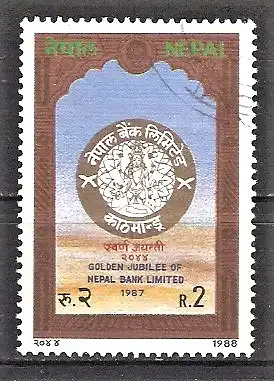 नेपाल NEPAL
नेपाल बैंक लिमिटेड
काठमान्डू
स्वर्ण जयन्ती
२०४४
GOLDEN JUBILEE OF
NEPAL BANK LIMITED
1987
रु.२ R.2
२०४४ 1988